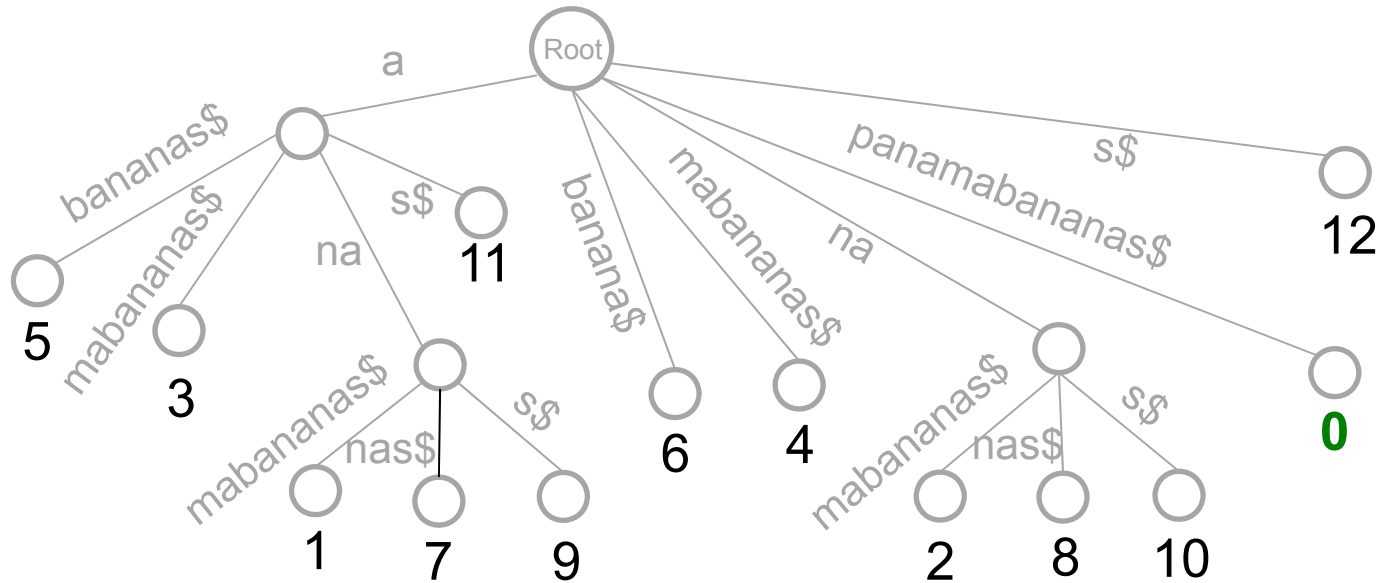 Root
a
bananas$
mabananas$
na
s$
5
3
11
mabananas$
nas$
s$
1
7
9
banana$
6
mabananas$
4
na
mabananas$
nas$
s$
2
8
10
panamabananas$
0
s$
12